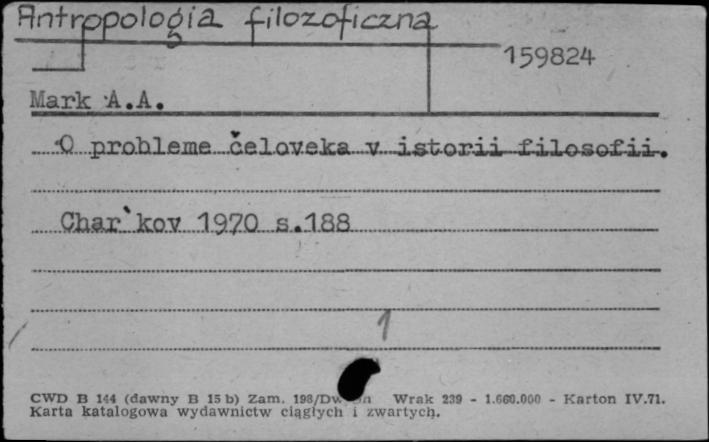 Antropologia filozoficzna
159824
Mark A.A.
O probleme čeloveka v istorii filosofii.
Char`kov 1970 s.188
1
CWD B 144 (dawny B 15 b) Zam. 198/Dw Wrak 239 - 1.660.000 - Karton IV.71.
Karta katalogowa wydawnictw ciągłych i zwartych.